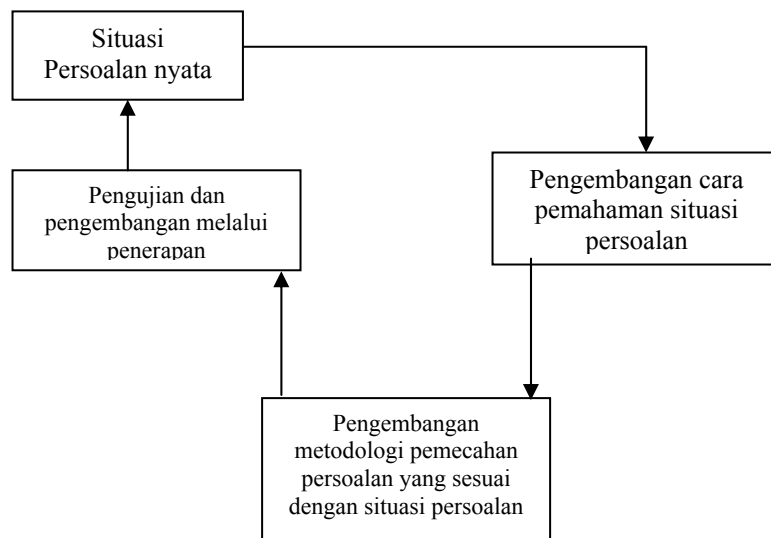 Situasi
Persoalan nyata
Pengembangan cara
pemahaman situasi
persoalan
Pengembangan
metodologi pemecahan
persoalan yang sesuai
dengan situasi persoalan
Pengujian dan
pengembangan melalui
penerapan